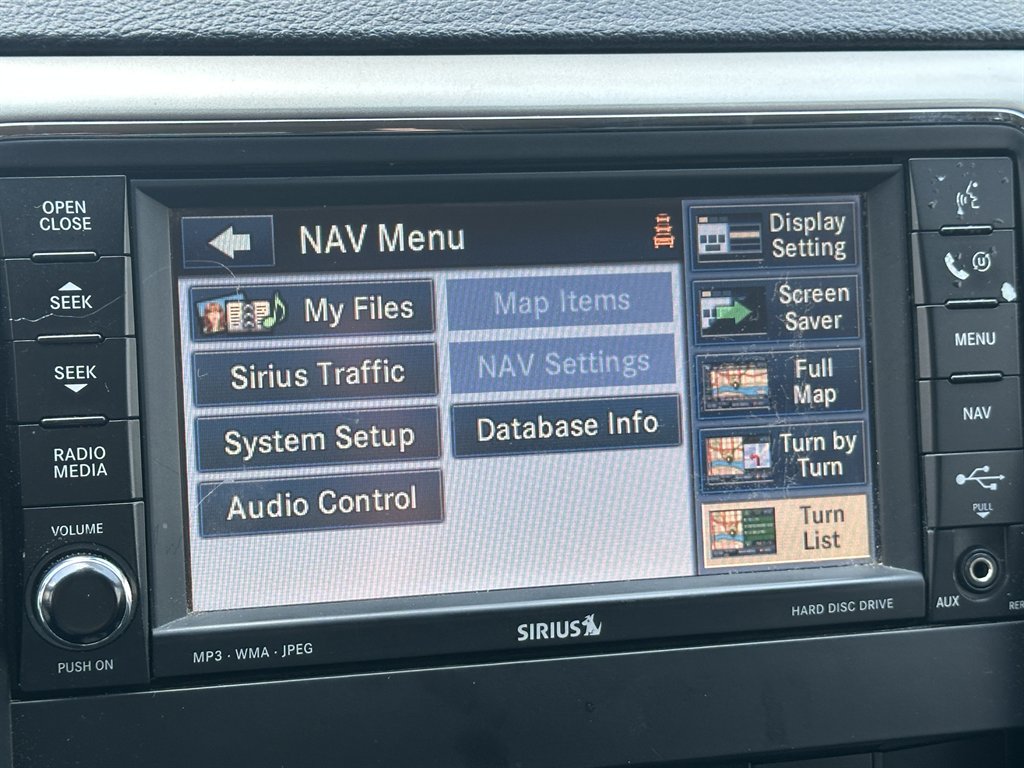 OPEN
CLOSE
SEEK
SEEK
RADIO
MEDIA
VOLUME
PUSH ON
NAV Menu
My Files
Map Items
Sirius Traffic
NAV Settings
System Setup
Database Info
Audio Control
Display
Setting
Screen
Saver
Full
Map
Turn by
Turn
Turn
List
MENU
NAV
PULL
AUX
MP3 · WMA · JPEG
SIRIUS
HARD DISC DRIVE